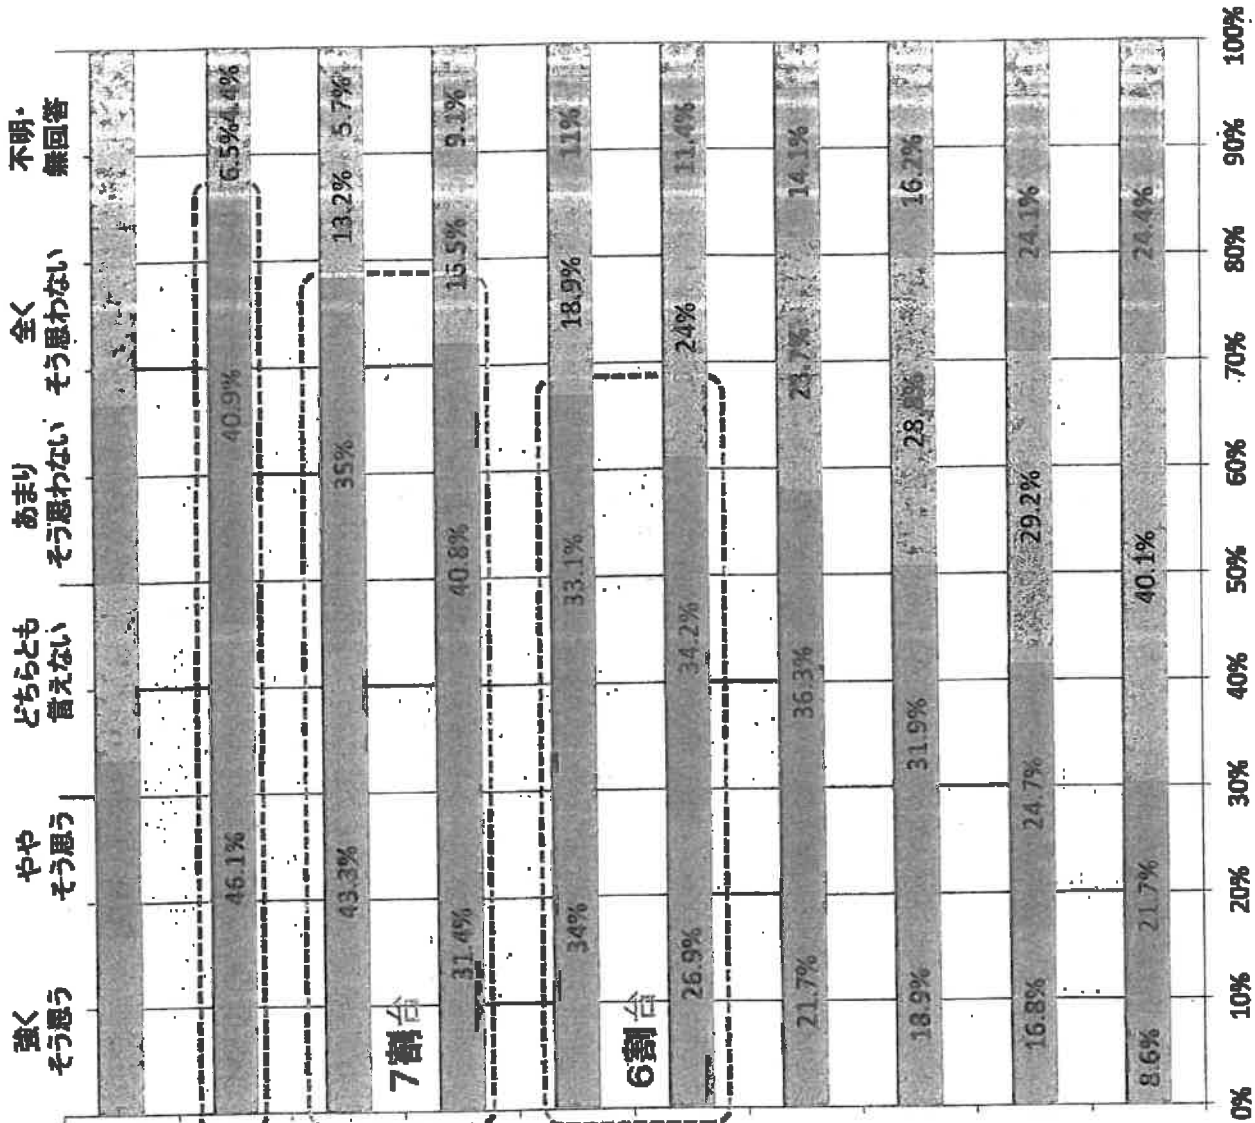 強く
そう思う
やや
そう思う
どちらとも
言えない
あまり
そう思わない
全く
そう思わない
不明・
無回答
46.1% 40.9% 6.5% 4.4%
43.3% 35% 13.2% 5.7%
7割台
31.4% 40.8% 16.5% 9.1%
34% 33.1% 18.9% 11%
6割台
26.9% 34.2% 24% 11.4%
21.7% 36.3% 23.7% 14.1%
18.9% 31.9% 16.2%
16.8% 24.7% 29.2% 24.1%
8.6% 21.7% 40.1% 24.4%
0% 10% 20% 30% 40% 50% 60% 70% 80% 90% 100%